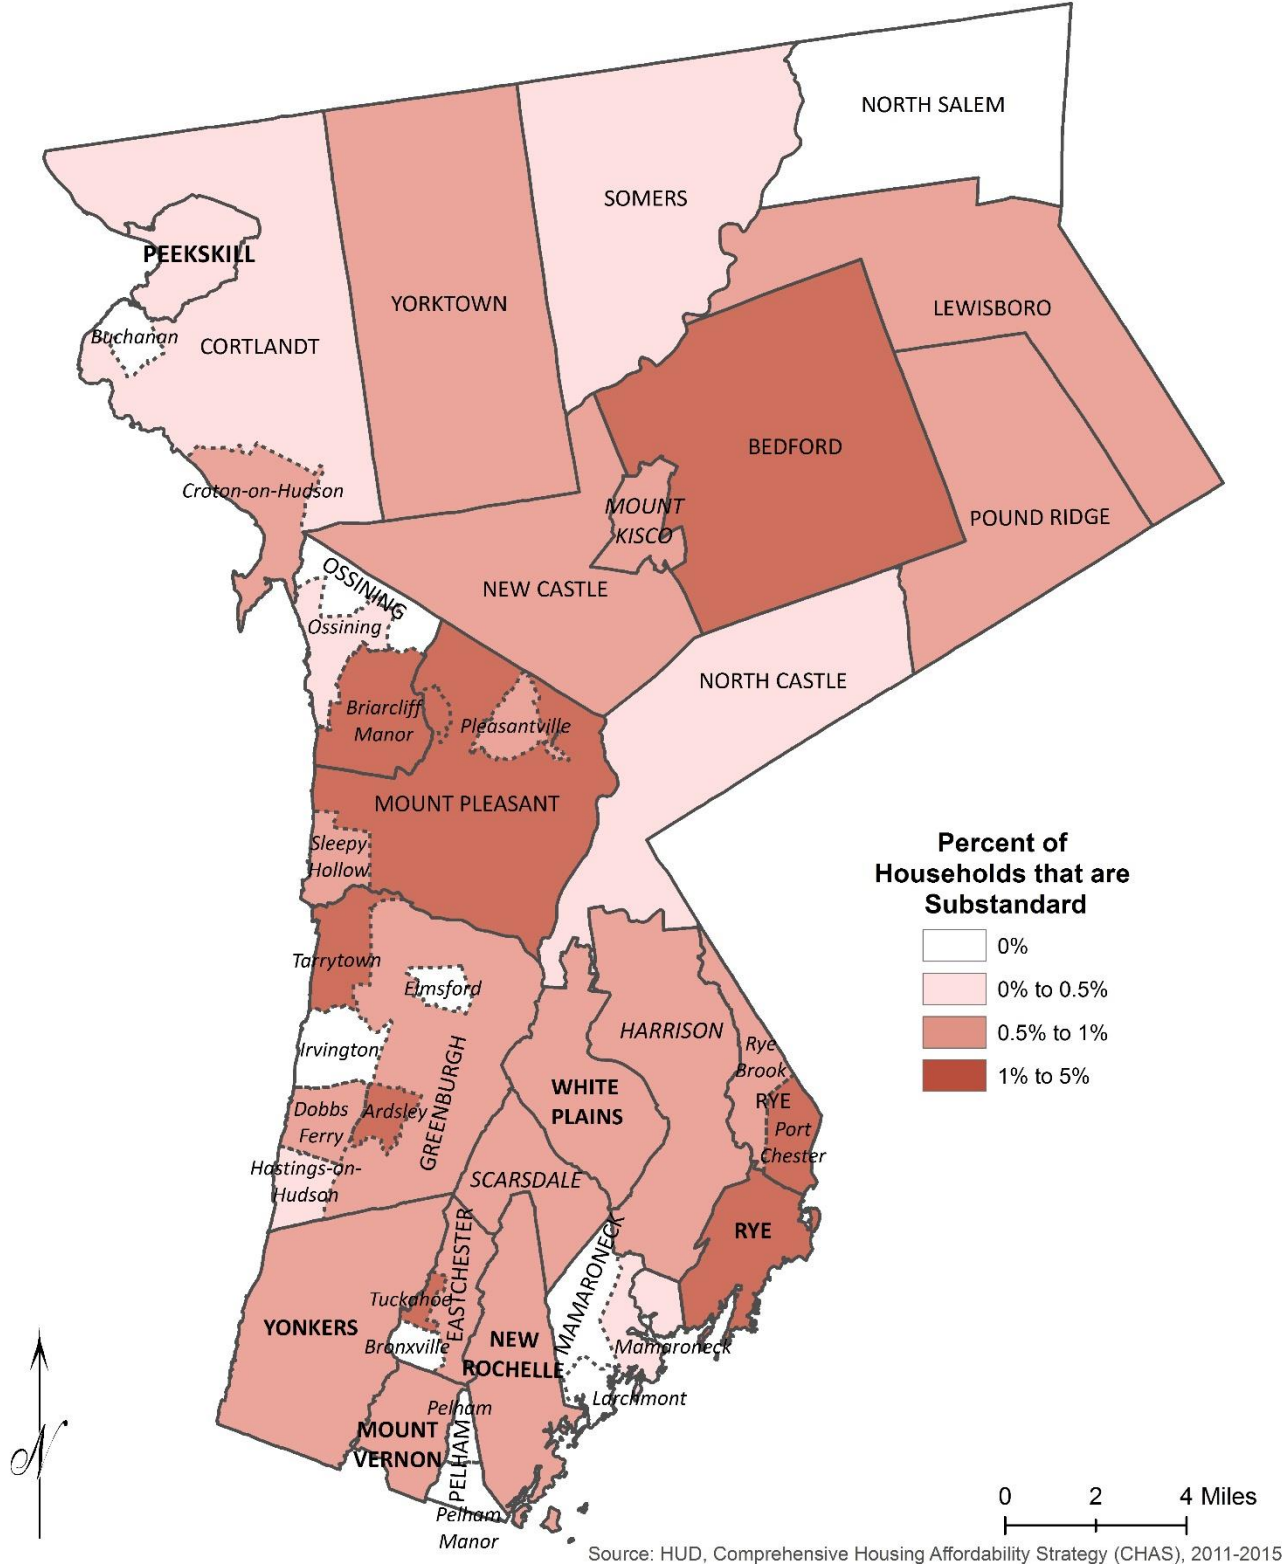 NORTH SALEM
SOMERS
PEEKSKILL
YORKTOWN
LEWISBORO
Buchanan
CORTLANDT
BEDFORD
Croton-on-Hudson
MOUNT
KISCO
POUND RIDGE
OSSINING
NEW CASTLE
Ossining
NORTH CASTLE
Briarcliff
Manor
Pleasantville
MOUNT PLEASANT
Sleepy
Hollow
Percent of
Households that are
Substandard
0%
0% to 0.5%
0.5% to 1%
1% to 5%
Tarrytown
Elmsford
HARRISON
Irvington
Rye
Brook
GREENBURGH
WHITE
PLAINS
RYE
Dobbs
Ferry
Ardsley
Port
Chester
Hastings-on-
Hudson
SCARSDALE
RYE
EASTCHESTER
MAMARONECK
Tuckahoe
YONKERS
Bronxville
NEW
ROCHELLE
Mamaroneck
Larchmont
Pelham
MOUNT
VERNON
PELHAM
Pelham
Manor
N
0 2 4 Miles
Source: HUD, Comprehensive Housing Affordability Strategy (CHAS), 2011-2015